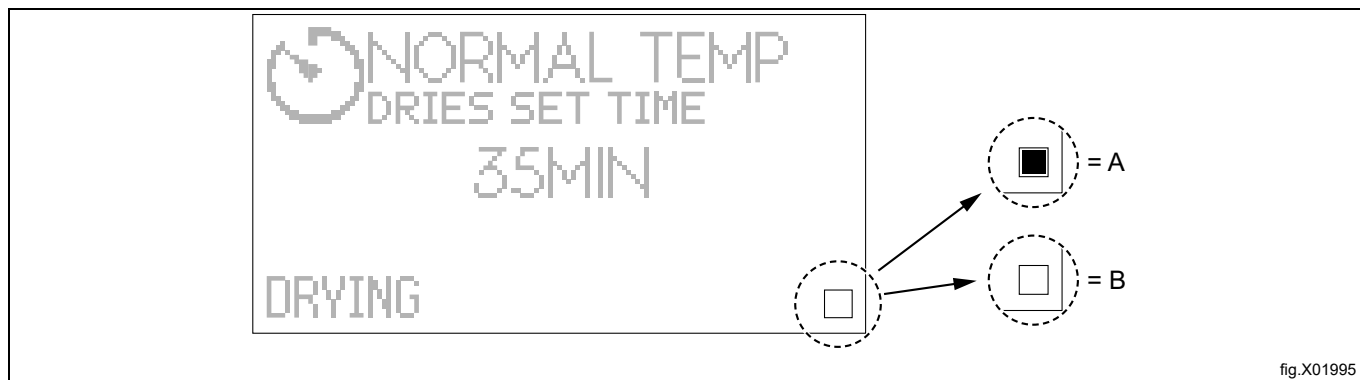 NORMAL TEMP
DRIES SET TIME
35MIN
DRYING
= A
= B
fig.X01995